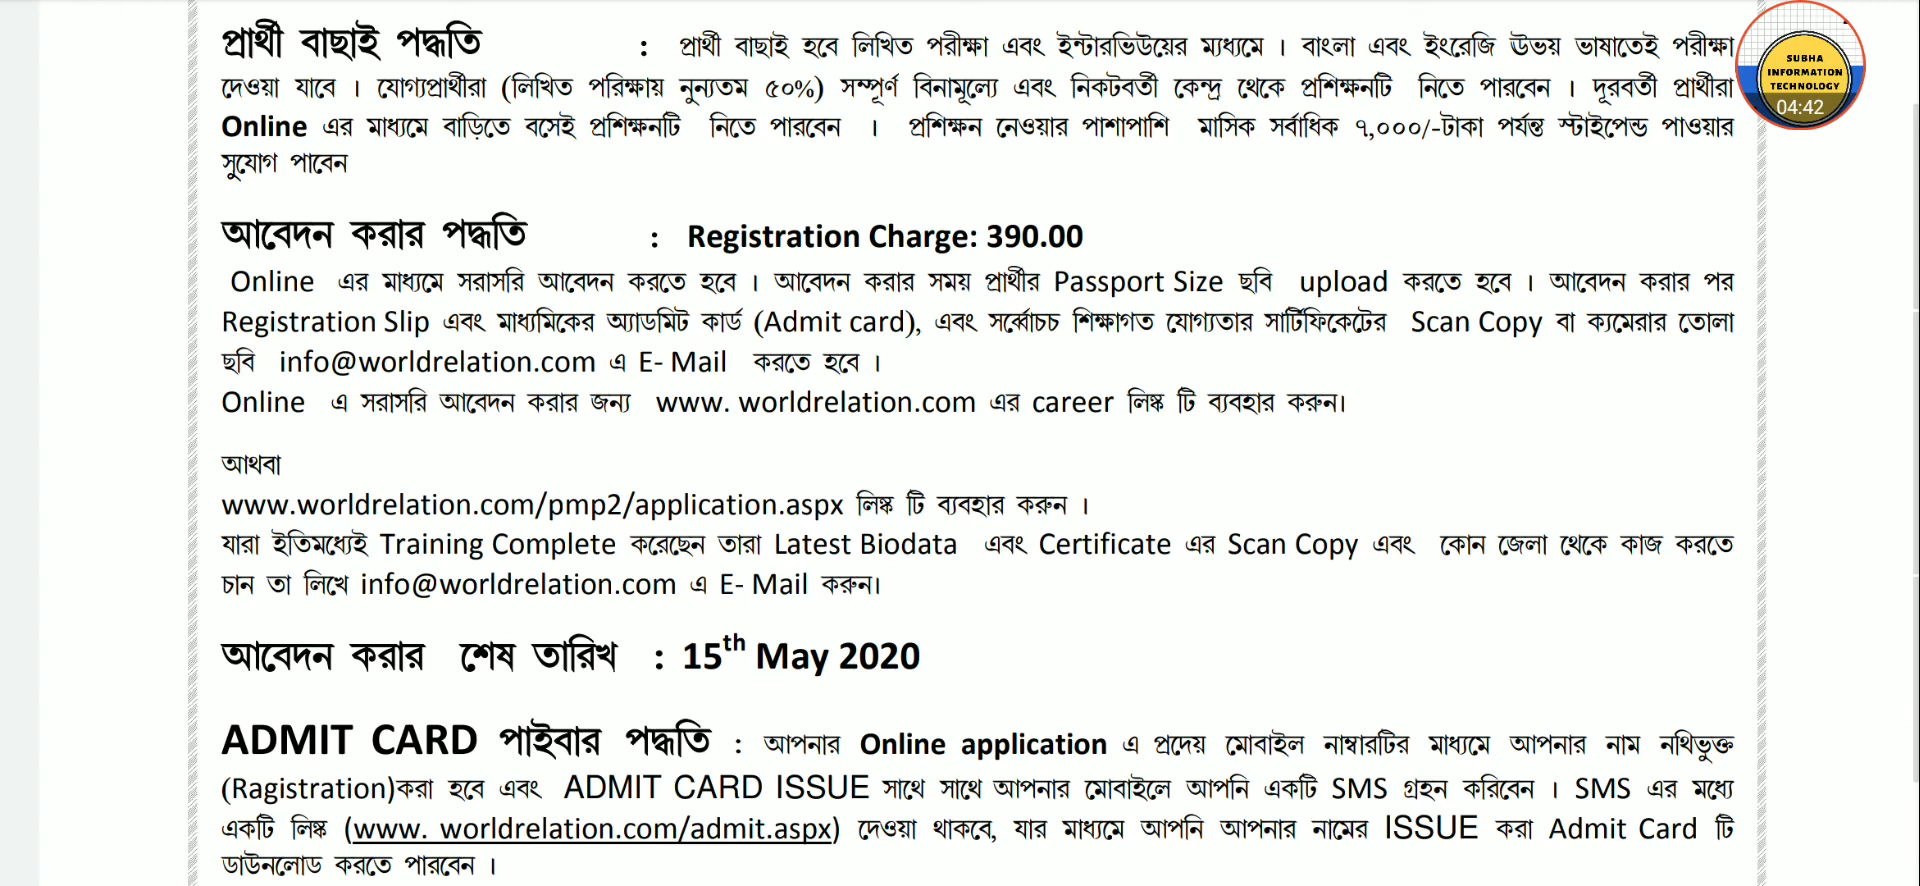 প্রার্থী বাছাই পদ্ধতি : প্রার্থী বাছাই হবে লিখিত পরীক্ষা এবং ইন্টারভিউয়ের ম্যধ্যমে । বাংলা এবং ইংরেজি ঊভয় ভাষাতেই পরীক্ষা
দেওয়া যাবে । যোগ্যপ্রার্থীরা (লিখিত পরিক্ষায় নুন্যতম ৫০%) সম্পূর্ণ বিনামূল্যে এবং নিকটবর্তী কেন্দ্র থেকে প্রশিক্ষনটি নিতে পারবেন । দূরবর্তী প্রার্থীরা
Online এর মাধ্যমে বাড়িতে বসেই প্রশিক্ষনটি নিতে পারবেন । প্রশিক্ষন নেওয়ার পাশাপাশি মাসিক সর্বাধিক ৭,০০০/-টাকা পর্যন্ত স্টাইপেন্ড পাওয়ার
সুযোগ পাবেন
আবেদন করার পদ্ধতি : Registration Charge: 390.00
Online এর মাধ্যমে সরাসরি আবেদন করতে হবে । আবেদন করার সময় প্রার্থীর Passport Size ছবি upload করতে হবে । আবেদন করার পর
Registration Slip এবং মাধ্যমিকের অ্যাডমিট কার্ড (Admit card), এবং সর্ব্বোচচ শিক্ষাগত যোগ্যতার সার্টিফিকেটের Scan Copy বা ক্যমেরার তোলা
ছবি info@worldrelation.com এ E- Mail করতে হবে ।
Online এ সরাসরি আবেদন করার জন্য www. worldrelation.com এর career লিঙ্ক টি ব্যবহার করুন।
আথবা
www.worldrelation.com/pmp2/application.aspx লিঙ্ক টি ব্যবহার করুন ।
যারা ইতিমধ্যেই Training Complete করেছেন তারা Latest Biodata এবং Certificate এর Scan Copy এবং কোন জেলা থেকে কাজ করতে
চান তা লিখে info@worldrelation.com এ E- Mail করুন।
আবেদন করার শেষ তারিখ : 15th May 2020
ADMIT CARD পাইবার পদ্ধতি : আপনার Online application এ প্রদেয় মোবাইল নাম্বারটির মাধ্যমে আপনার নাম নথিভুক্ত
(Ragistration)করা হবে এবং ADMIT CARD ISSUE সাথে সাথে আপনার মোবাইলে আপনি একটি SMS গ্রহন করিবেন । SMS এর মধ্যে
একটি লিঙ্ক (www. worldrelation.com/admit.aspx) দেওয়া থাকবে, যার মাধ্যমে আপনি আপনার নামের ISSUE করা Admit Card টি
ডাউনলোড করতে পারবেন ।
SUBHA
INFORMATION
TECHNOLOGY
04:42